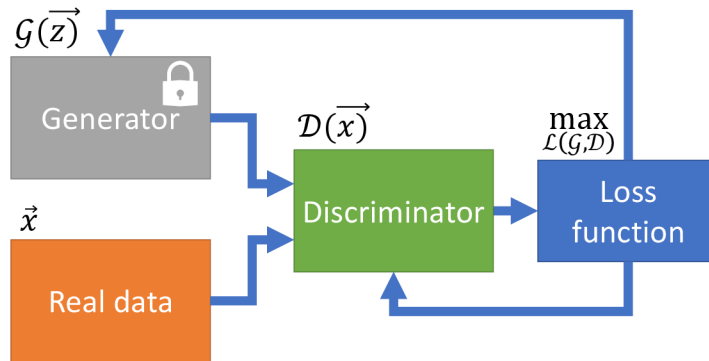 𝒢(z⃗)
Generator
𝒟(x⃗)
max
ℒ(𝒢,𝒟)
Discriminator
Loss
function
x⃗
Real data